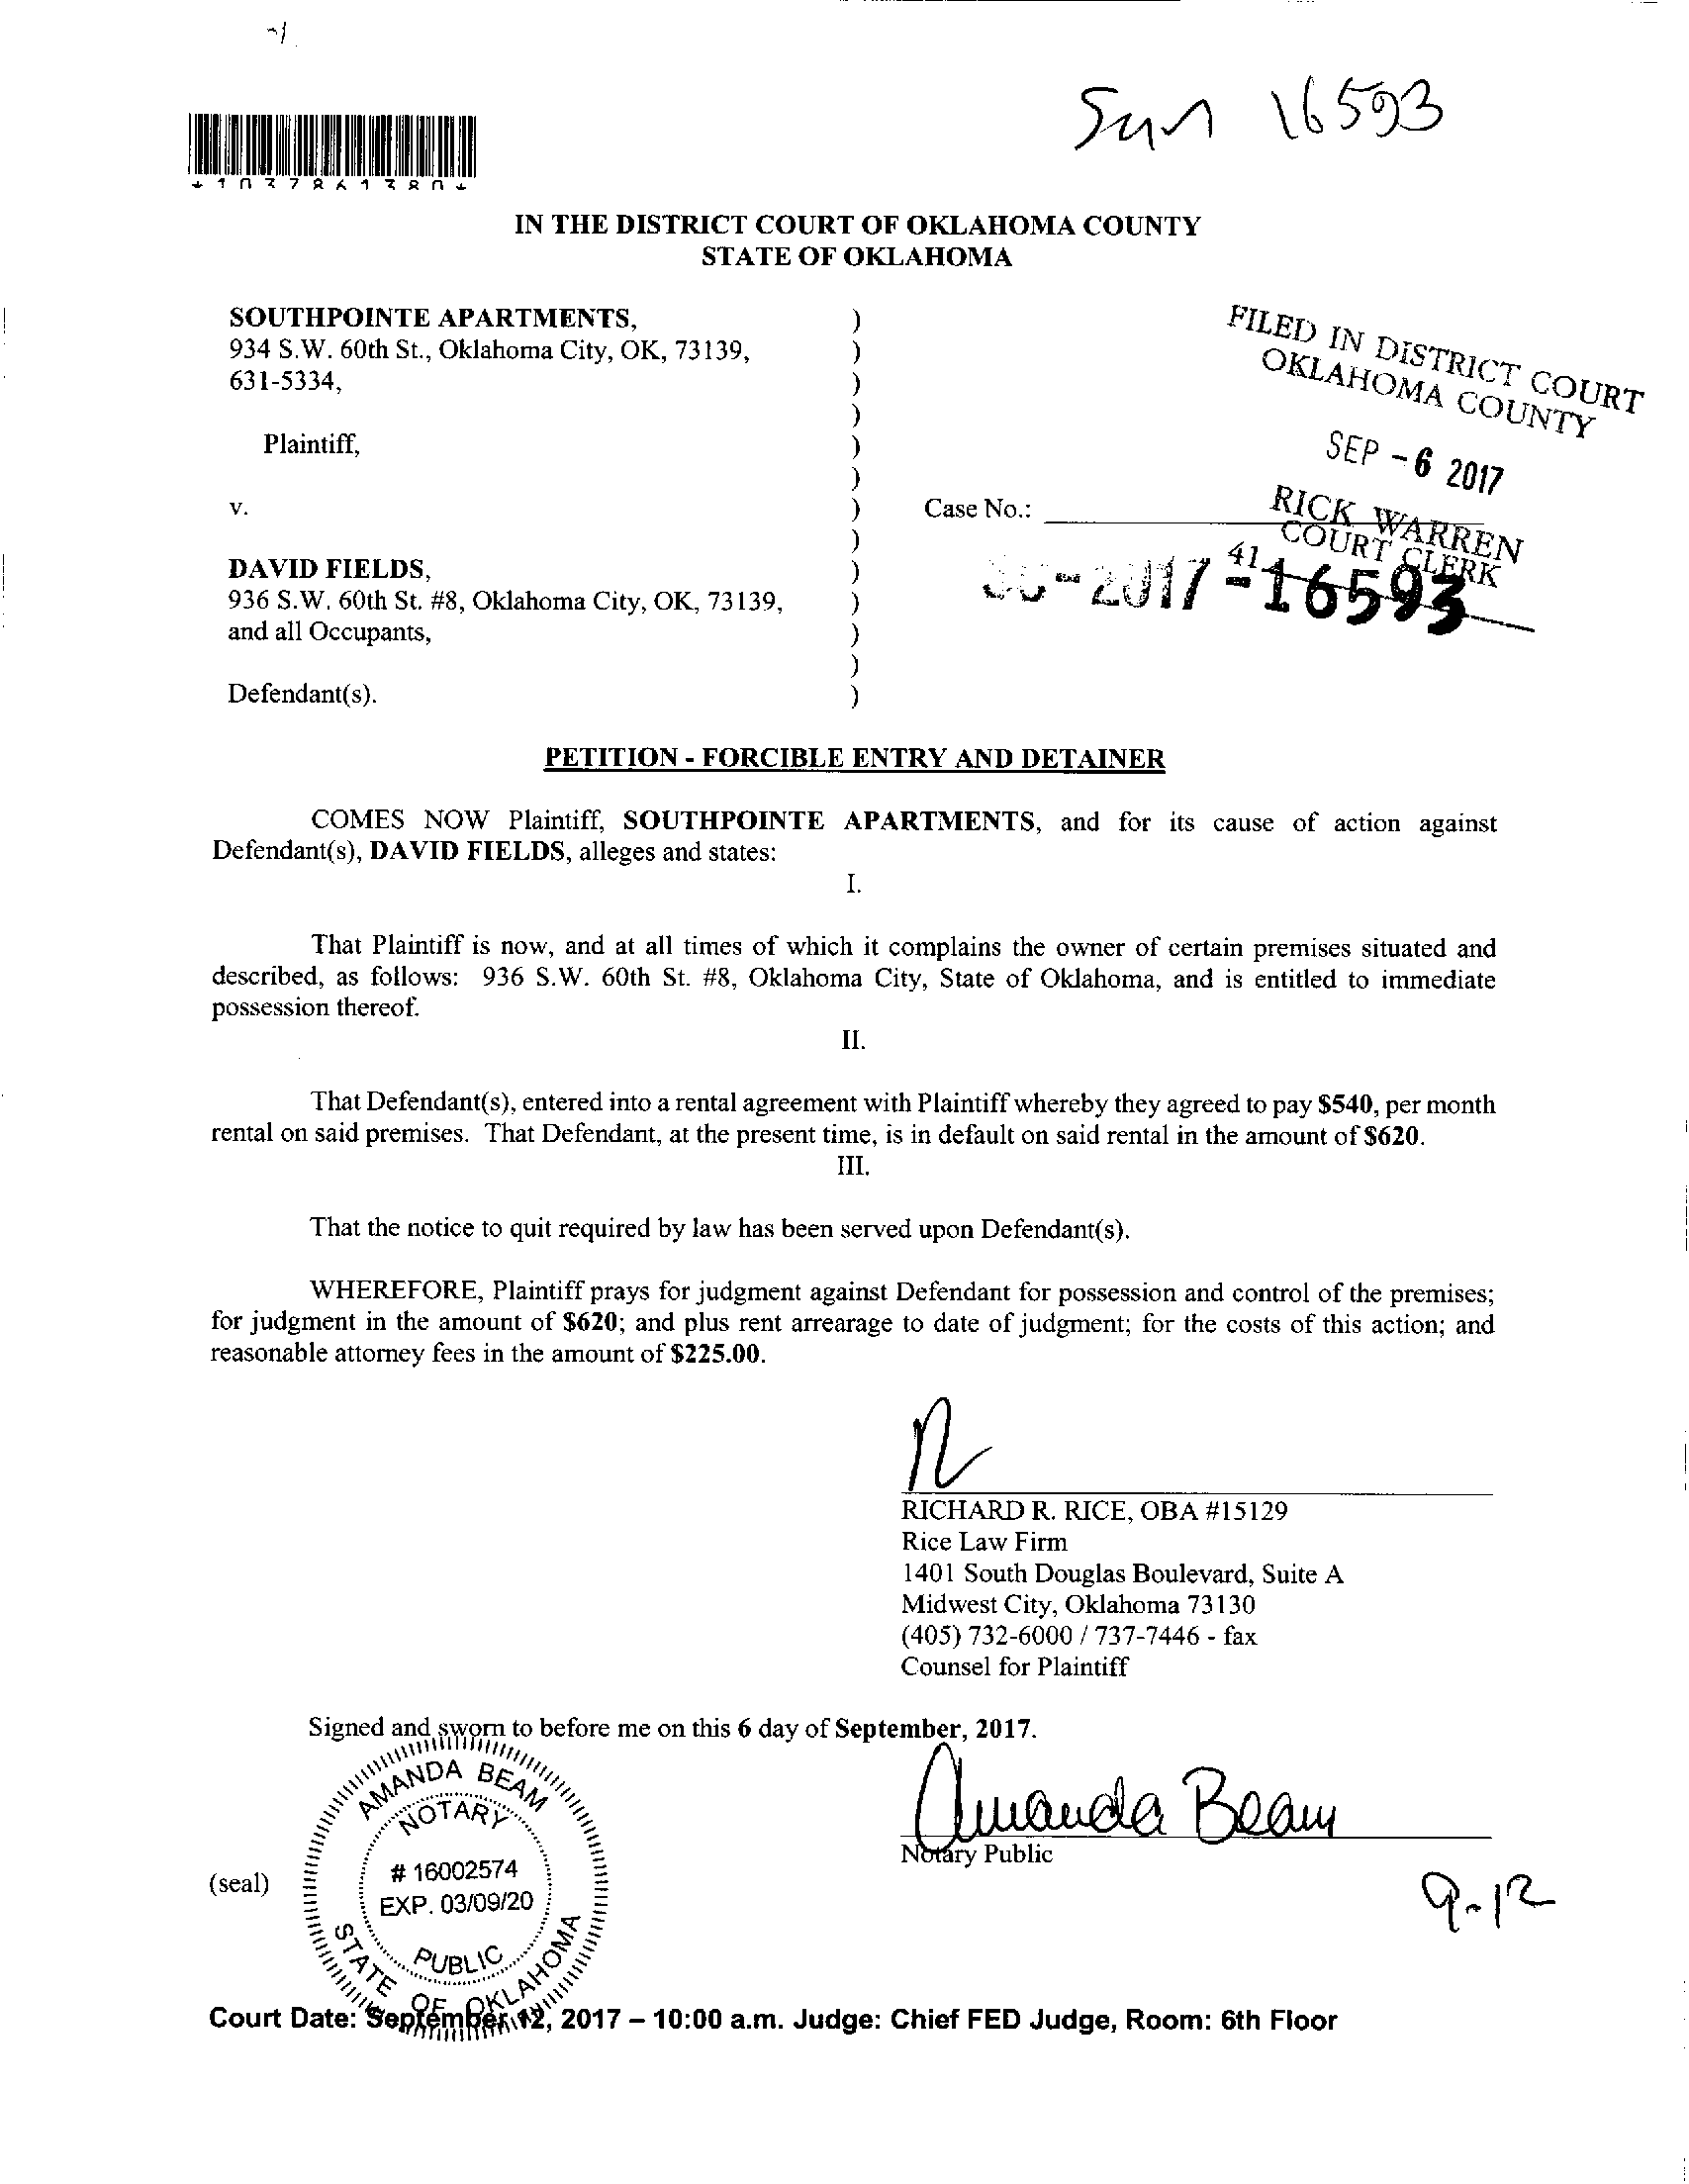 16593
IN THE DISTRICT COURT OF OKLAHOMA COUNTY
STATE OF OKLAHOMA
SOUTHPOINTE APARTMENTS, )
934 S.W. 60th St., Oklahoma City, OK, 73139, )
631-5334, )
)
Plaintiff, )
)
v. )
)
DAVID FIELDS, )
936 S.W. 60th St. #8, Oklahoma City, OK, 73139, )
and all Occupants, )
)
Defendant(s). )
FILED IN DISTRICT COURT
OKLAHOMA COUNTY
SEP - 6 2017
RICK WARREN
COURT CLERK
41
Case No.:
-2017-16593
PETITION - FORCIBLE ENTRY AND DETAINER
COMES NOW Plaintiff, SOUTHPOINTE APARTMENTS, and for its cause of action against
Defendant(s), DAVID FIELDS, alleges and states:
I.
That Plaintiff is now, and at all times of which it complains the owner of certain premises situated and
described, as follows: 936 S.W. 60th St. #8, Oklahoma City, State of Oklahoma, and is entitled to immediate
possession thereof.
II.
That Defendant(s), entered into a rental agreement with Plaintiff whereby they agreed to pay $540, per month
rental on said premises. That Defendant, at the present time, is in default on said rental in the amount of $620.
III.
That the notice to quit required by law has been served upon Defendant(s).
WHEREFORE, Plaintiff prays for judgment against Defendant for possession and control of the premises;
for judgment in the amount of $620; and plus rent arrearage to date of judgment; for the costs of this action; and
reasonable attorney fees in the amount of $225.00.
RICHARD R. RICE, OBA #15129
Rice Law Firm
1401 South Douglas Boulevard, Suite A
Midwest City, Oklahoma 73130
(405) 732-6000 / 737-7446 - fax
Counsel for Plaintiff
Signed and sworn to before me on this 6 day of September, 2017.
Amanda Beam
Notary Public
(seal)
AMANDA BEAM
NOTARY
# 16002574
EXP. 03/09/20
PUBLIC
STATE OF OKLAHOMA
9-12
Court Date: September 12, 2017 – 10:00 a.m. Judge: Chief FED Judge, Room: 6th Floor